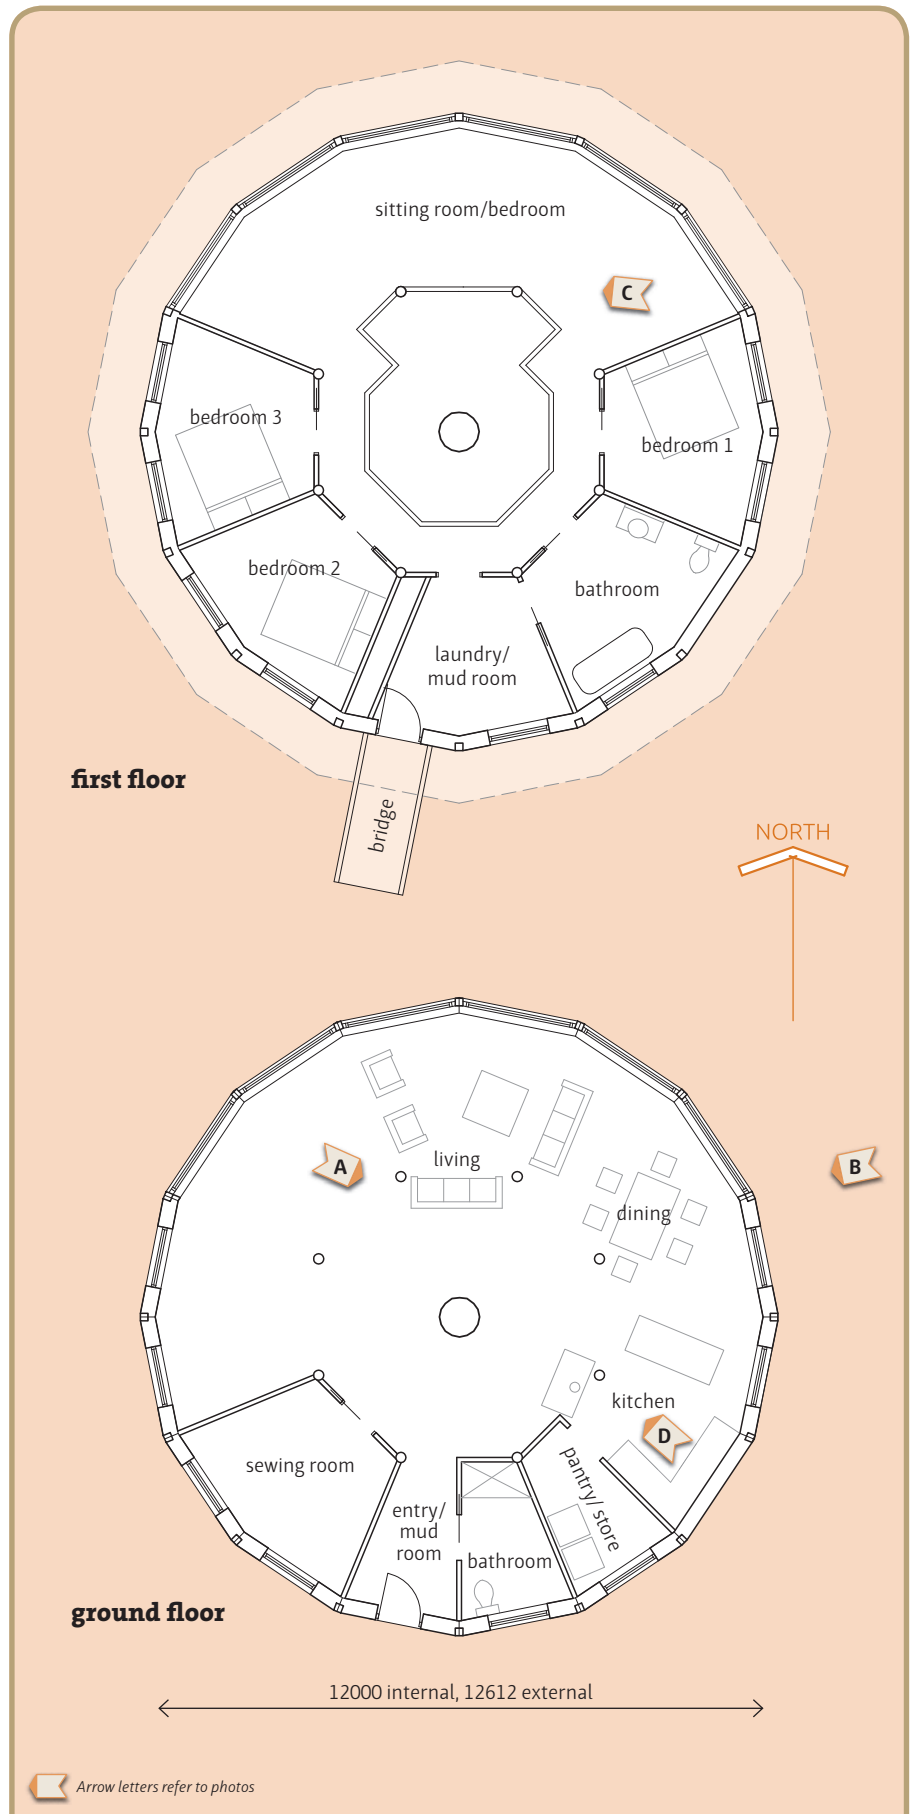 sitting room/bedroom
C
bedroom 3
bedroom 1
bedroom 2
bathroom
laundry/
mud room
first floor
bridge
NORTH
living
A
B
dining
kitchen
D
sewing room
pantry/store
entry/
mud
room
bathroom
ground floor
12000 internal, 12612 external
Arrow letters refer to photos